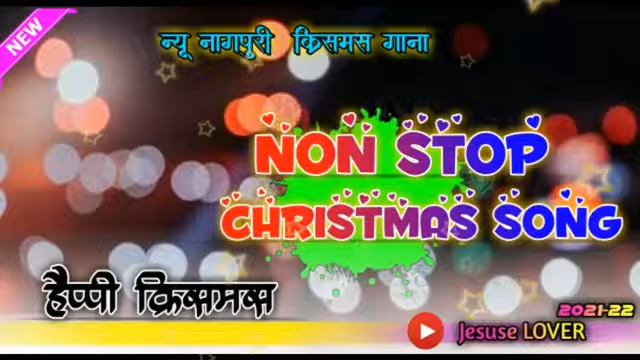 NEW
न्यू नागपुरी क्रिसमस गाना
NON STOP
CHRISTMAS SONG
हैप्पी क्रिसमस
2021-22
Jesuse LOVER